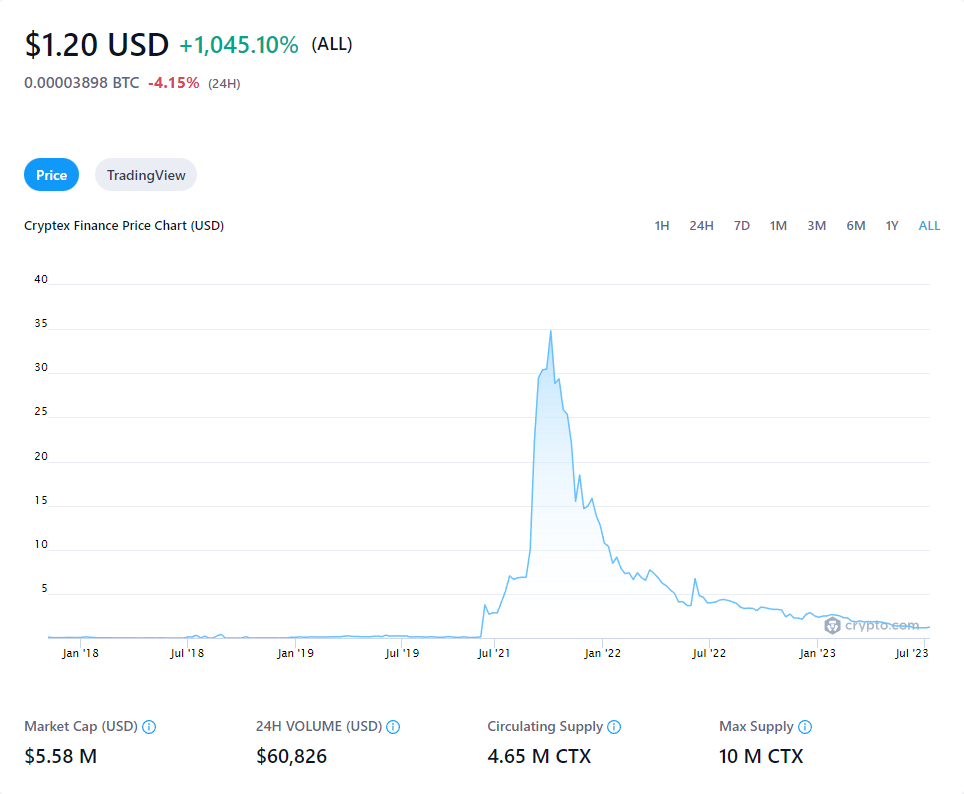 $1.20 USD +1,045.10% (ALL)
0.00003898 BTC -4.15% (24H)
Price TradingView
Cryptex Finance Price Chart (USD) 1H 24H 7D 1M 3M 6M 1Y ALL
40
35
30
25
20
15
10
5
crypto.com
Jan '18 Jul '18 Jan '19 Jul '19 Jul '21 Jan '22 Jul '22 Jan '23 Jul '23
Market Cap (USD) 24H VOLUME (USD) Circulating Supply Max Supply
$5.58 M $60,826 4.65 M CTX 10 M CTX